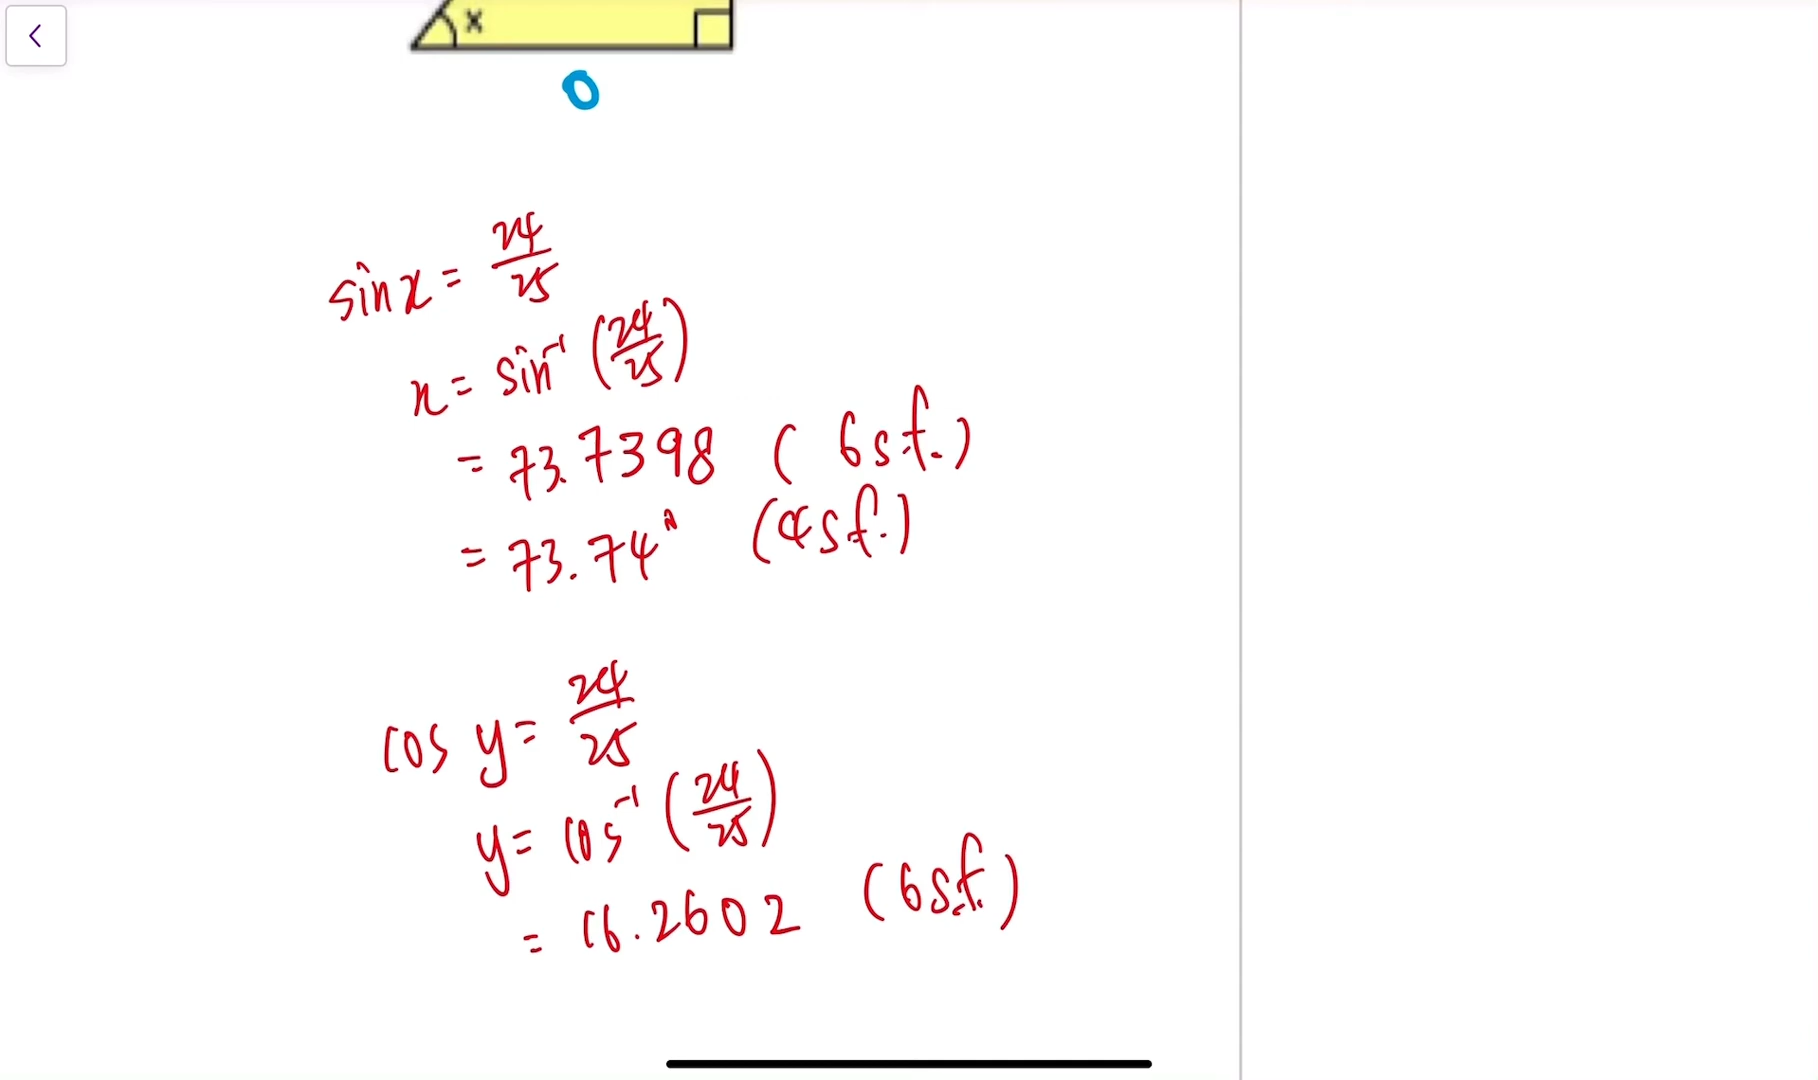 x
O
sin x = 24/25
x = sin⁻¹ (24/25)
= 73.7398 (6 s.f.)
= 73.74° (4 s.f.)
cos y = 24/25
y = cos⁻¹ (24/25)
= 16.2602 (6 s.f.)